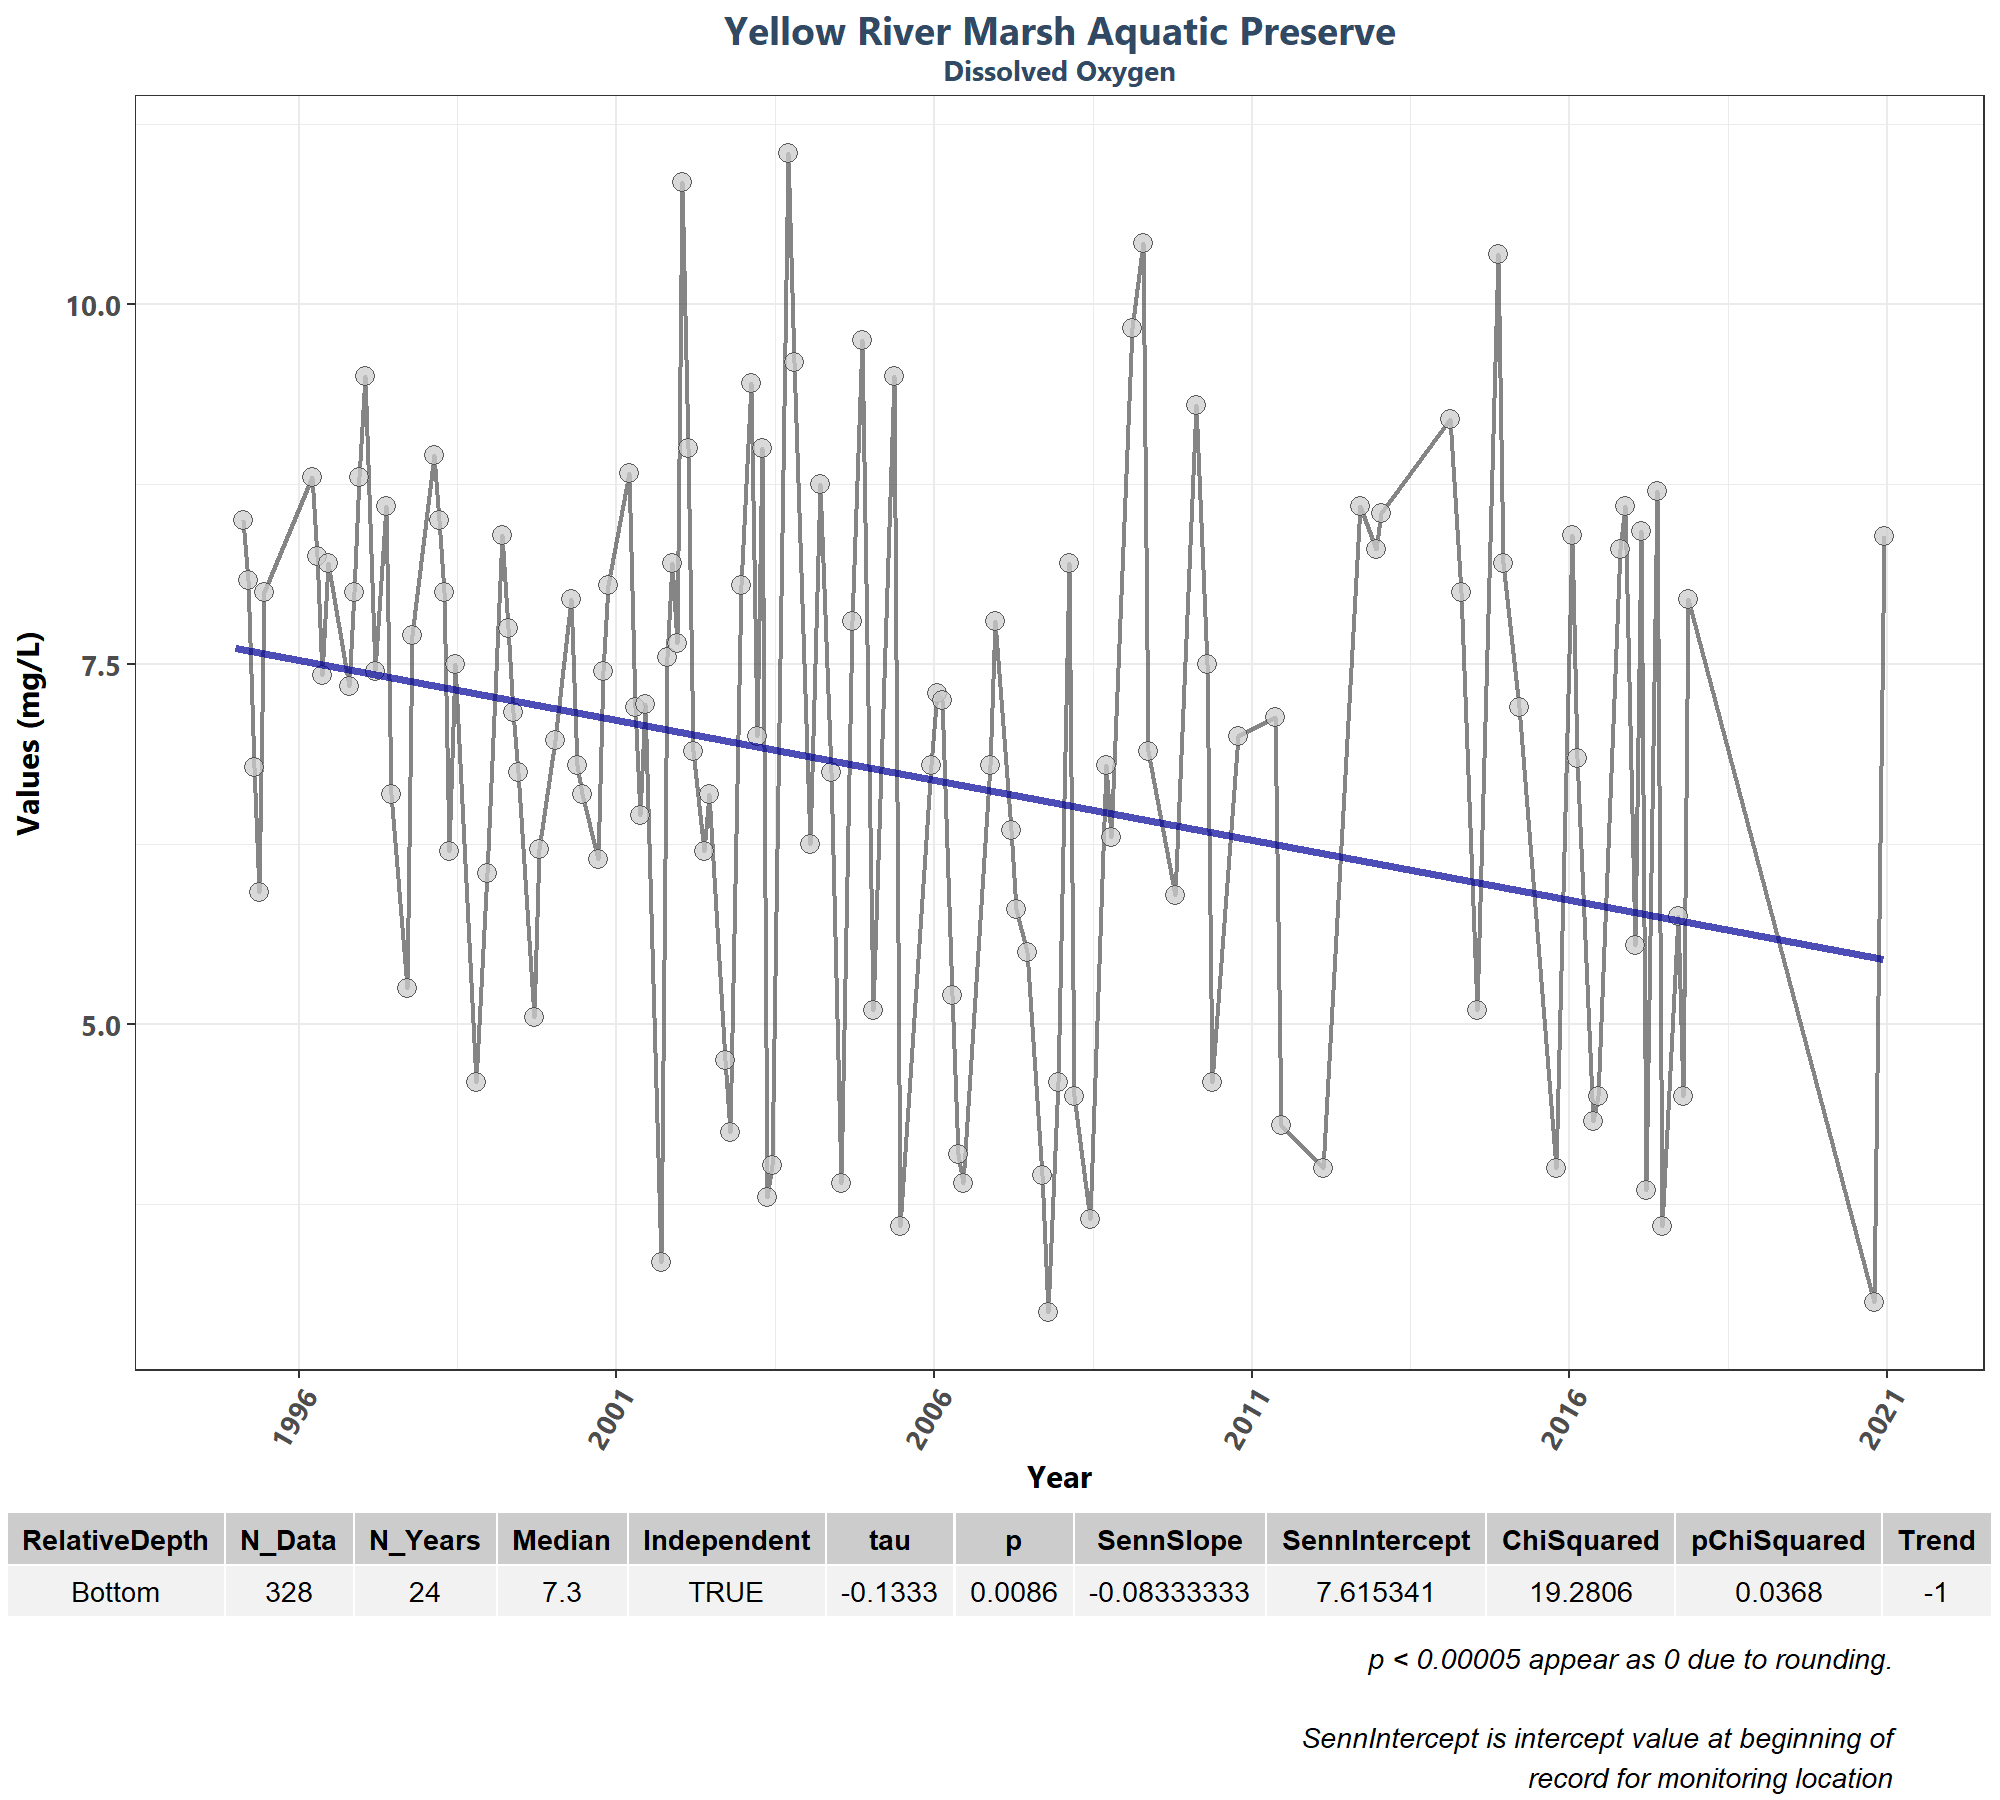 Yellow River Marsh Aquatic Preserve
Dissolved Oxygen
Values (mg/L)
10.0
7.5
5.0
1996 2001 2006 2011 2016 2021
Year
RelativeDepth N_Data N_Years Median Independent tau p SennSlope SennIntercept ChiSquared pChiSquared Trend
Bottom 328 24 7.3 TRUE -0.1333 0.0086 -0.08333333 7.615341 19.2806 0.0368 -1
p < 0.00005 appear as 0 due to rounding.
SennIntercept is intercept value at beginning of
record for monitoring location